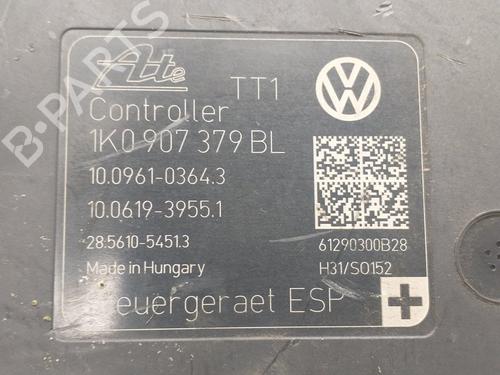 Ate TT1
Controller
1K0 907 379 BL
10.0961-0364.3
10.0619-3955.1
28.5610-5451.3 61290300B28
Made in Hungary H31/S0152
Steuergeraet ESP
B-PARTS